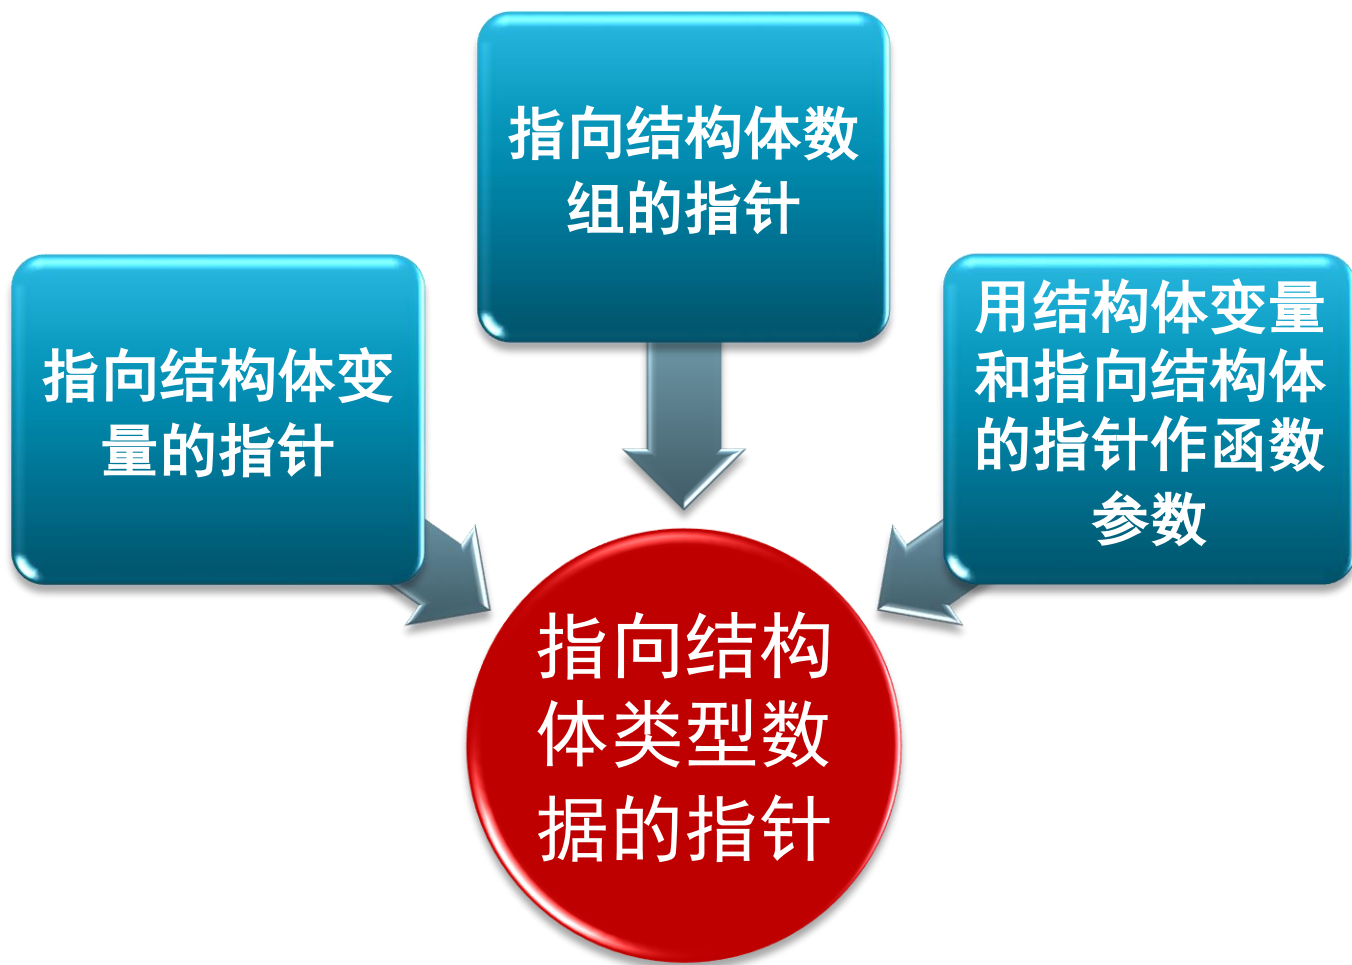 指向结构体数
组的指针
指向结构体变
量的指针
用结构体变量
和指向结构体
的指针作函数
参数
指向结构
体类型数
据的指针